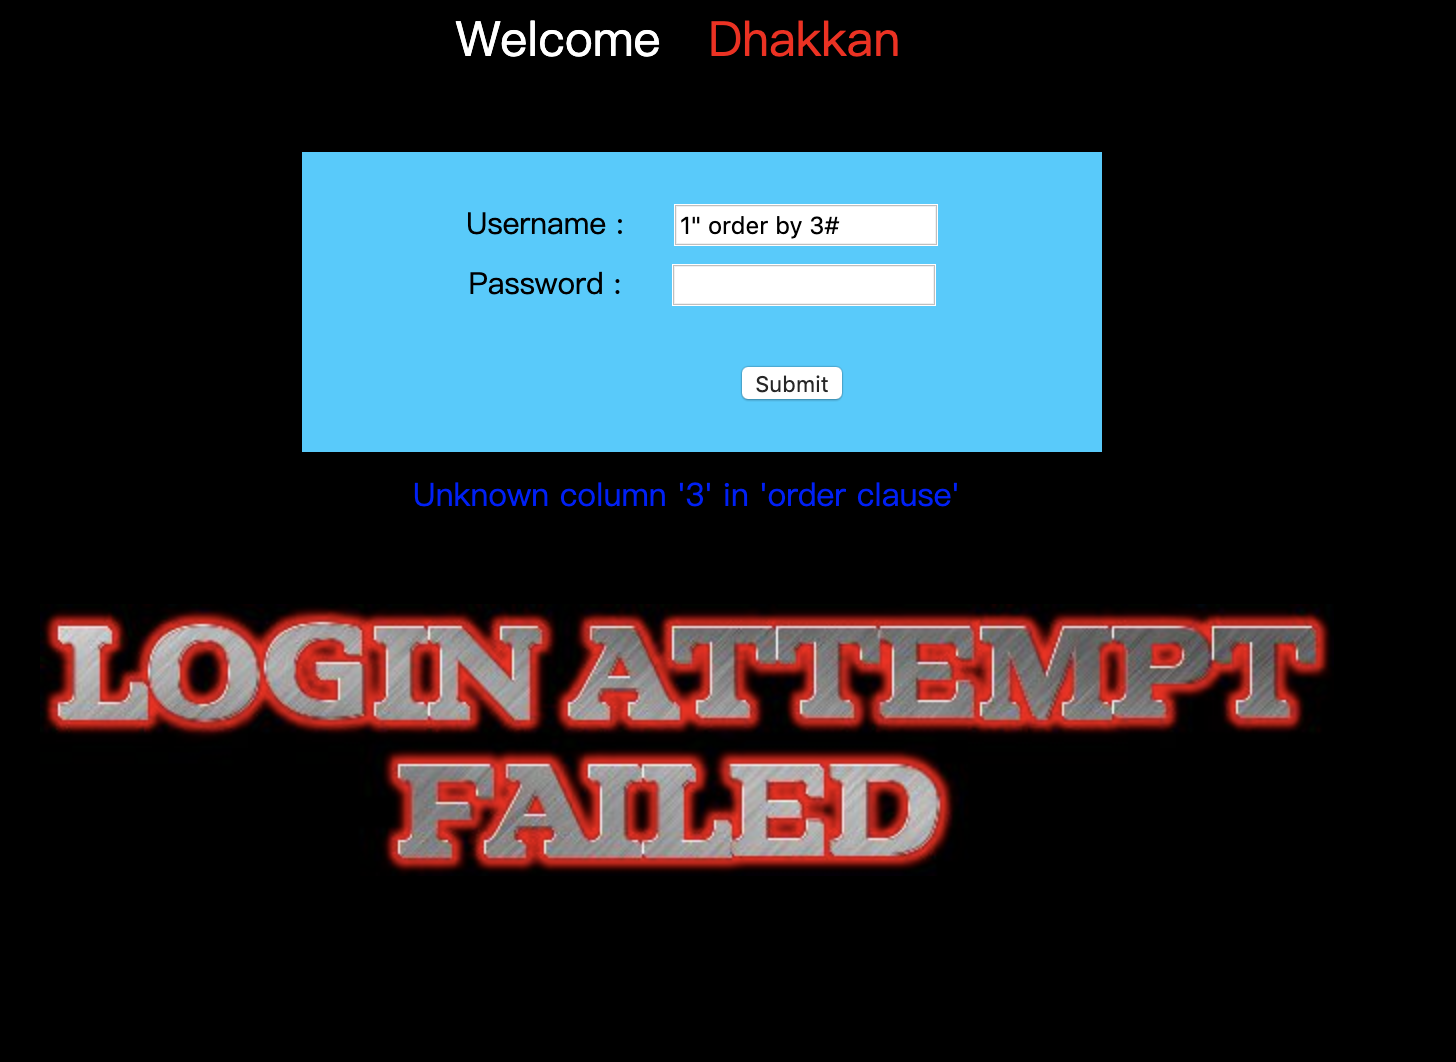 Welcome Dhakkan
Username : 1" order by 3#
Password :
Submit
Unknown column '3' in 'order clause'
LOGIN ATTEMPT
FAILED